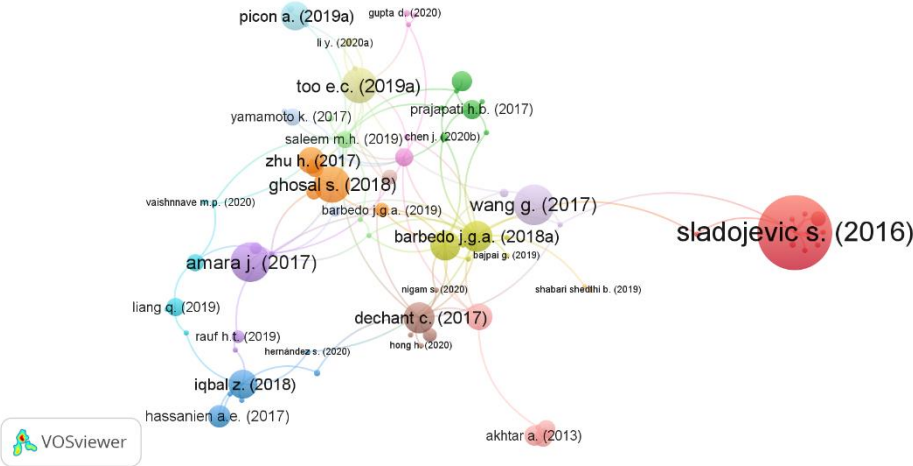 picon a. (2019a)
gupta d. (2020)
li y. (2020a)
too e.c. (2019a)
yamamoto k. (2017)
prajapati h.b. (2017)
saleem m.h. (2019)
chen j. (2020b)
zhu h. (2017)
ghosal s. (2018)
vaishnnave m.p. (2020)
barbedo j.g.a. (2019)
wang g. (2017)
sladojevic s. (2016)
barbedo j.g.a. (2018a)
bajpai g. (2019)
amara j. (2017)
nigam s. (2020)
shabari shedthi b. (2019)
liang q. (2019)
dechant c. (2017)
rauf h.t. (2019)
hong h. (2020)
hernández s. (2020)
iqbal z. (2018)
hassanien a.e. (2017)
akhtar a. (2013)
VOSviewer